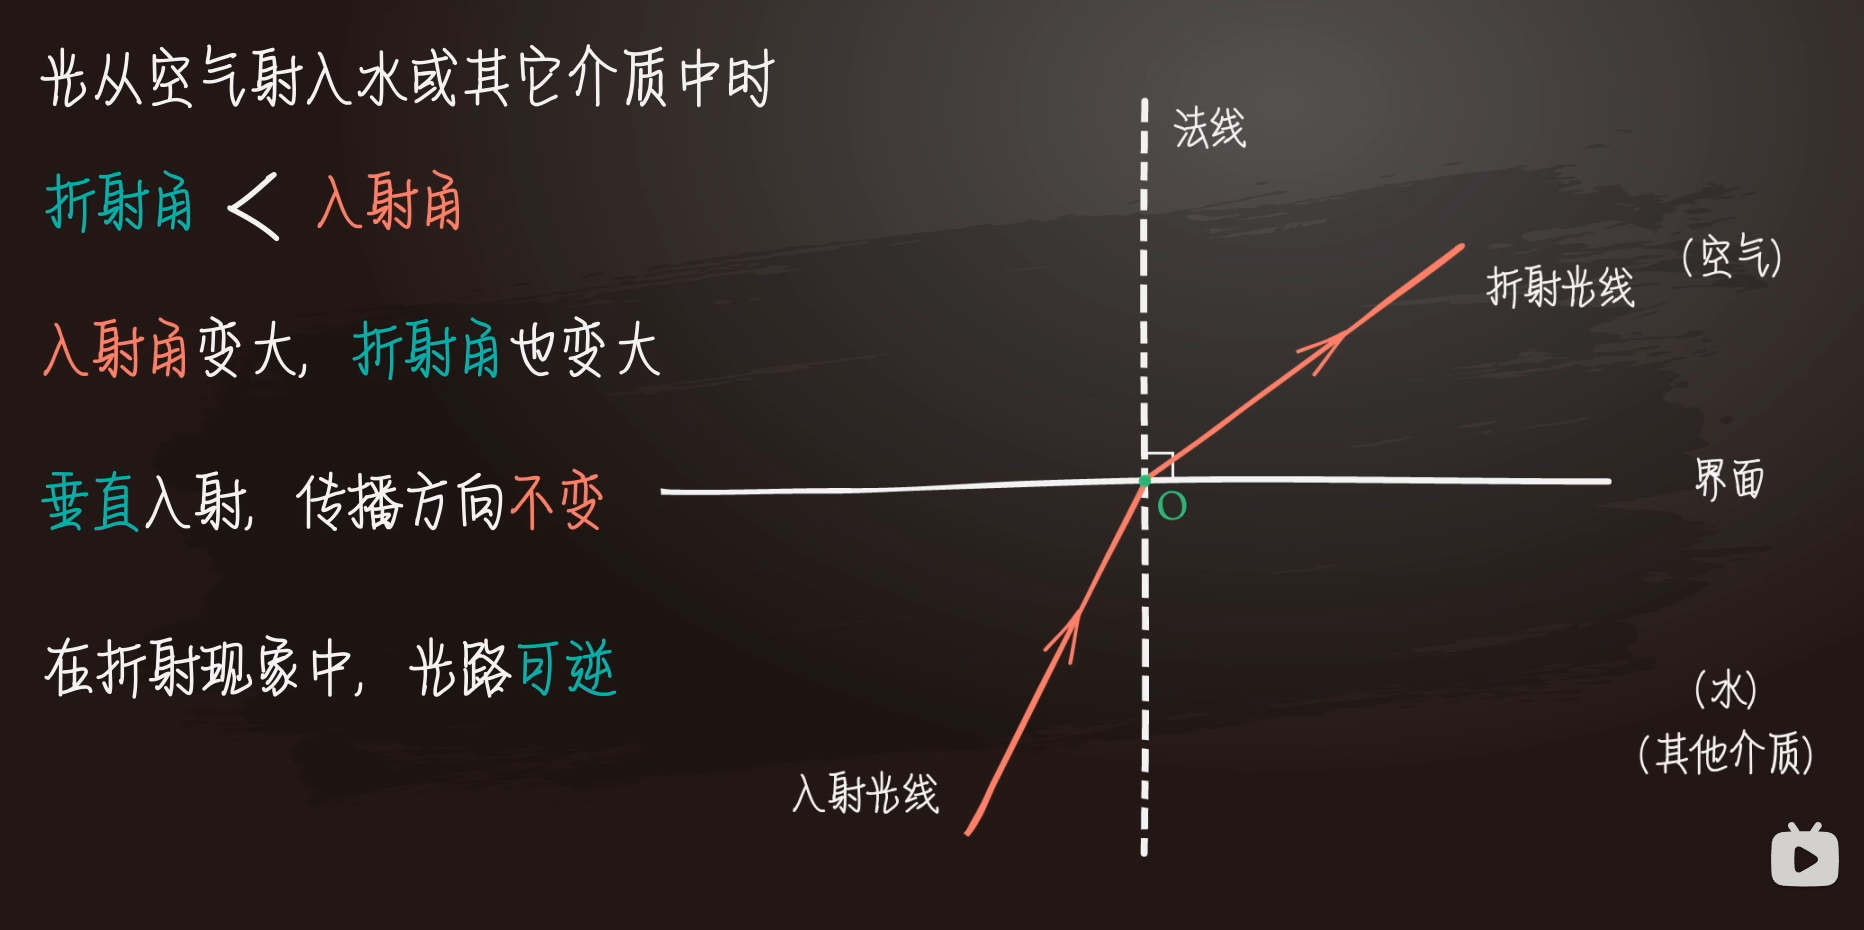 光从空气射入水或其它介质中时
折射角 < 入射角
入射角变大, 折射角也变大
垂直入射, 传播方向不变
在折射现象中, 光路可逆
法线
(空气)
折射光线
界面
O
(水)
(其他介质)
入射光线